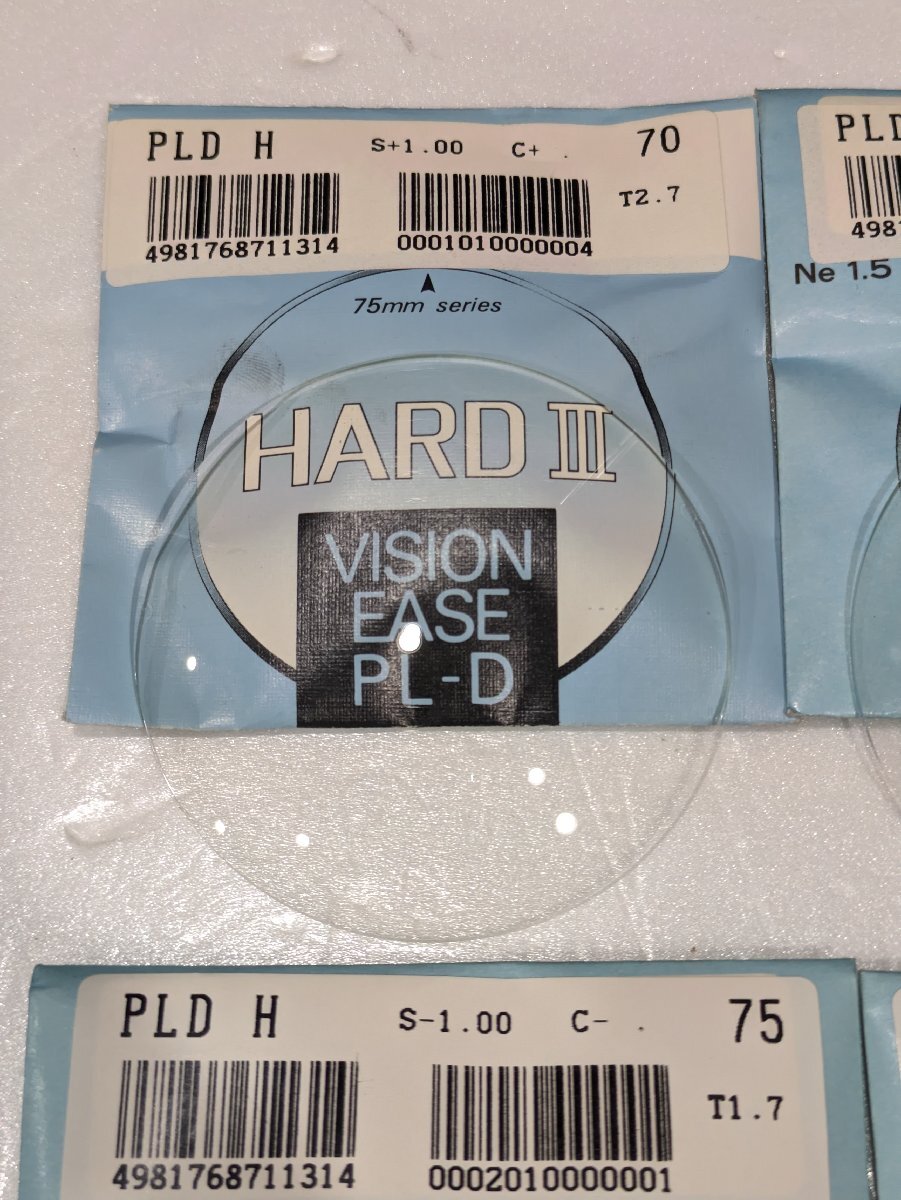 PLD H S+1.00 C+ . 70
T2.7
4981768711314 0001010000004
75mm series
HARD III
VISION
EASE
PL-D
PLD
498
Ne 1.5
PLD H S-1.00 C- . 75
T1.7
4981768711314 0002010000001